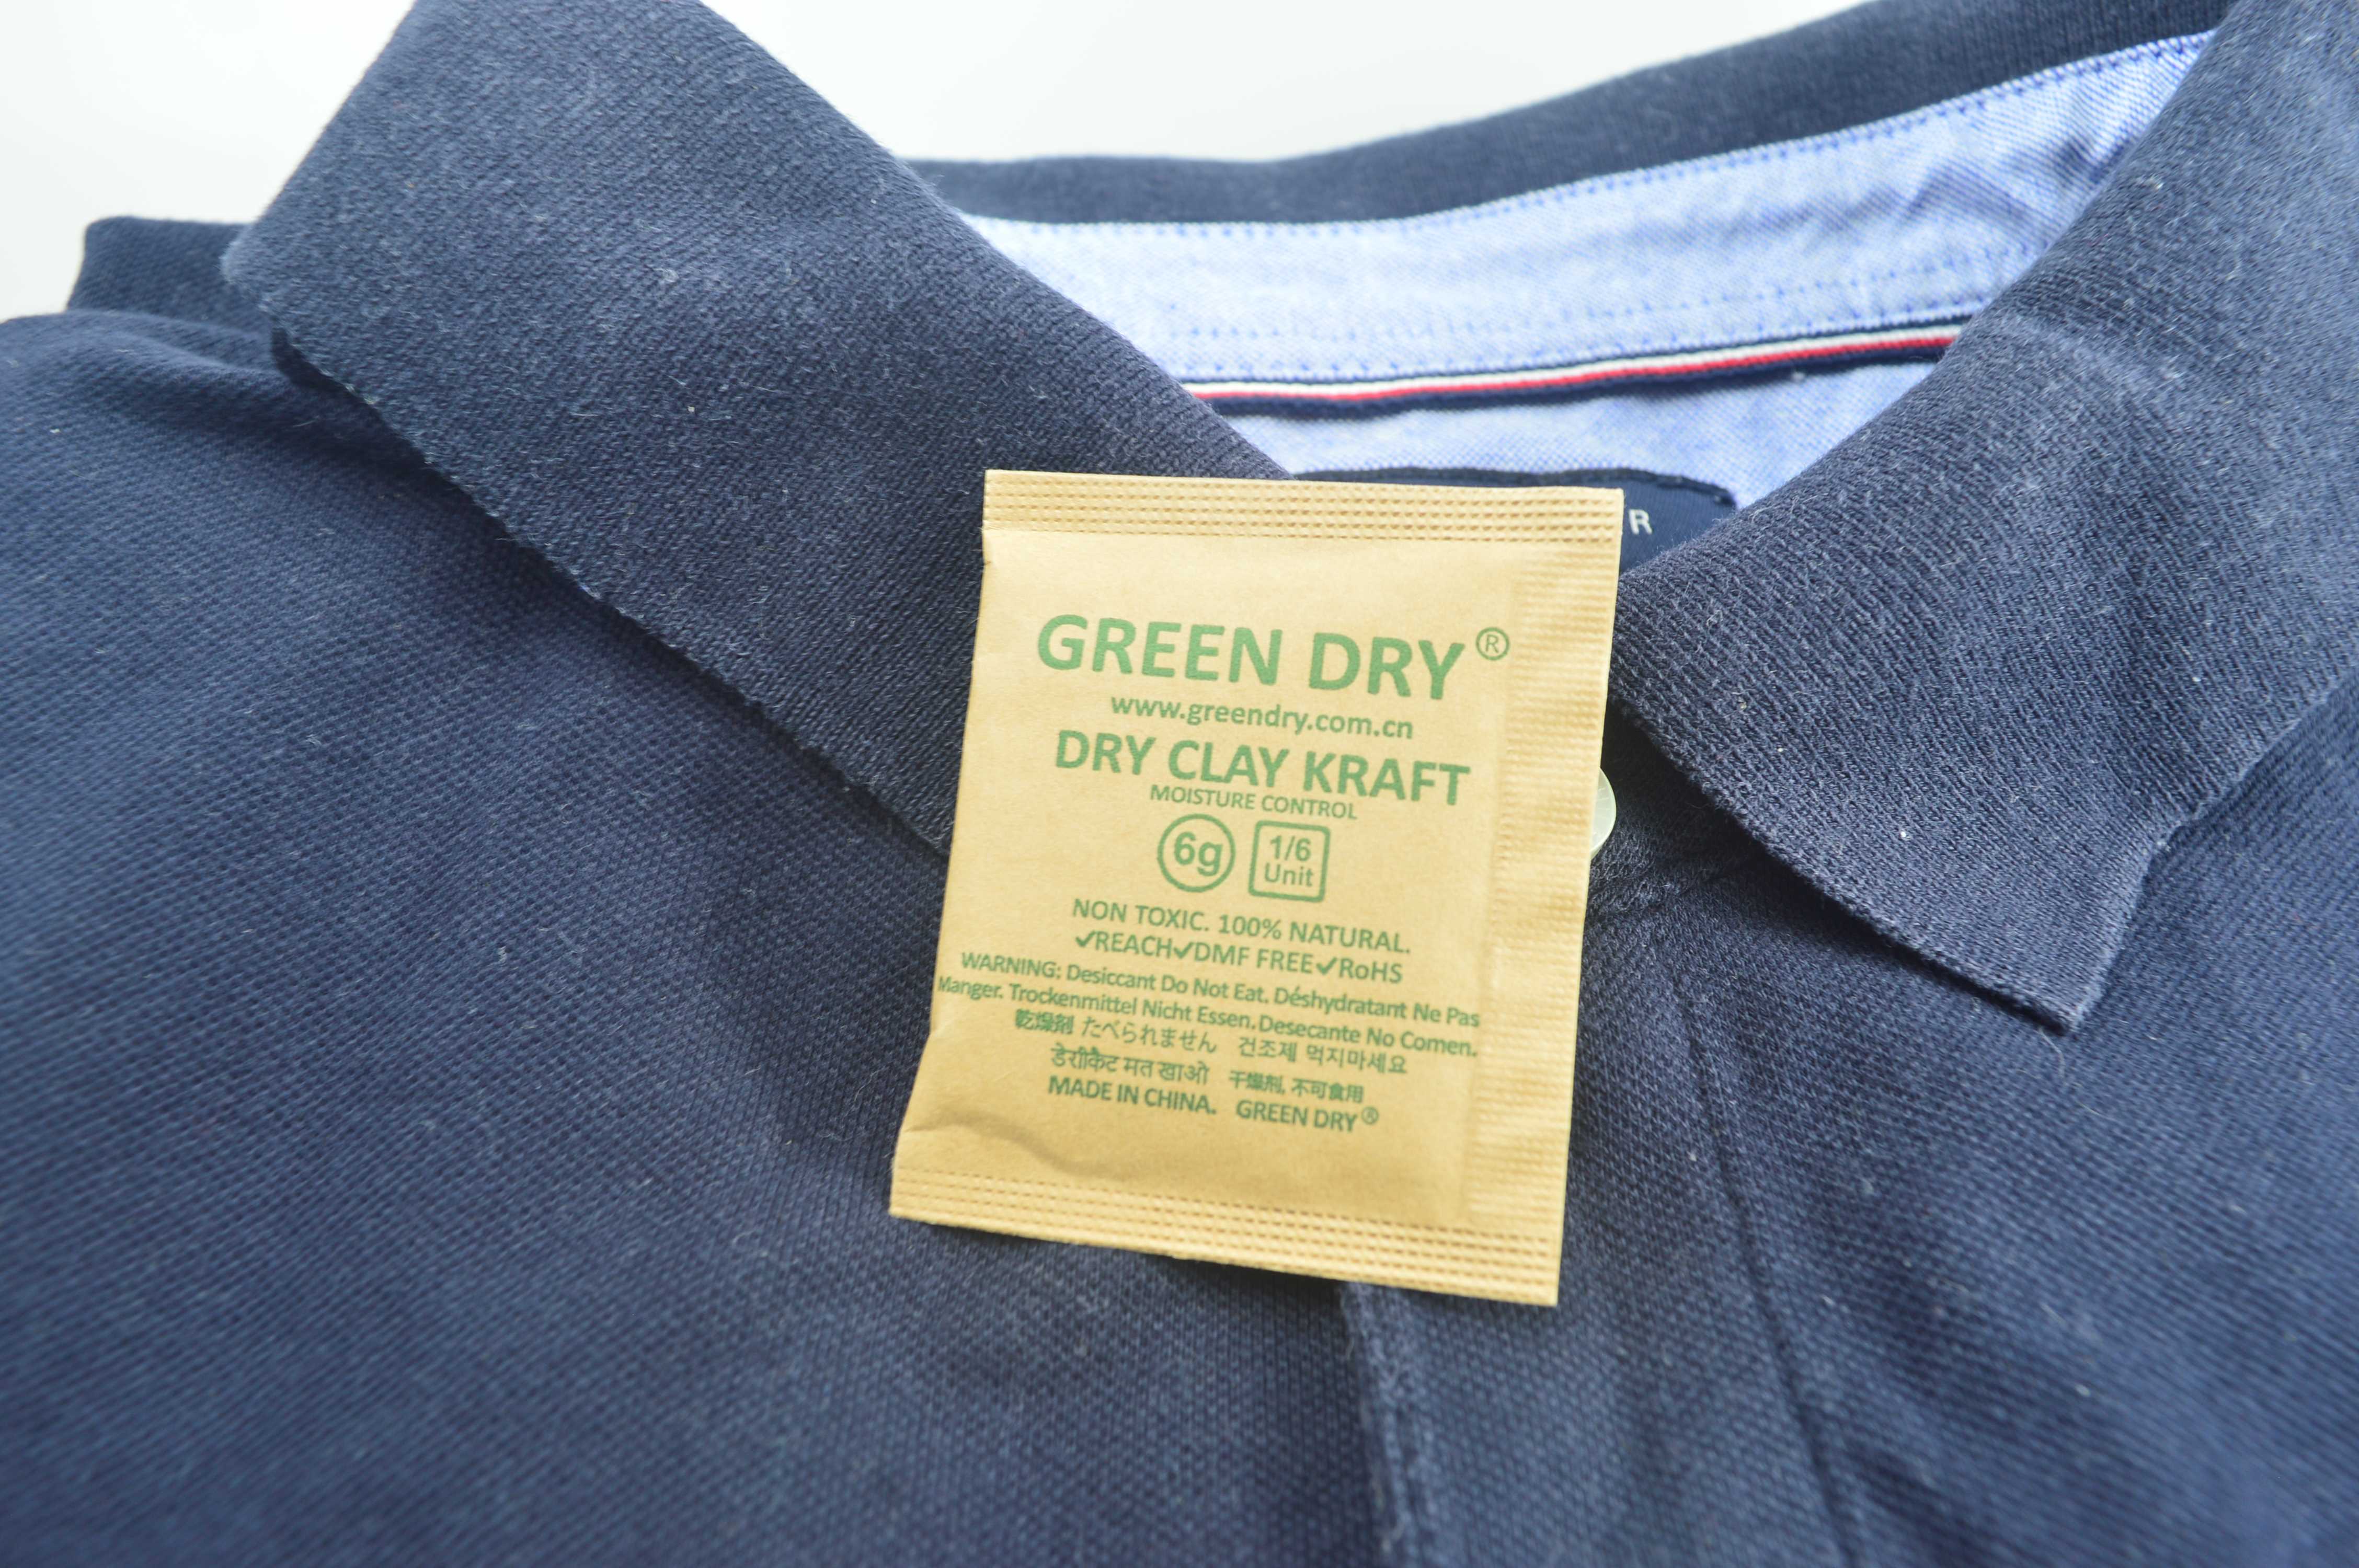 R
GREEN DRY®
www.greendry.com.cn
DRY CLAY KRAFT
MOISTURE CONTROL
6g 1/6 Unit
NON TOXIC. 100% NATURAL.
✓REACH✓DMF FREE✓RoHS
WARNING: Desiccant Do Not Eat. Déshydratant Ne Pas
Manger. Trockenmittel Nicht Essen. Desecante No Comen.
乾燥剤 たべられません 건조제 먹지마세요
डेसीकैट मत खाओ 干燥剂, 不可食用
MADE IN CHINA. GREEN DRY®